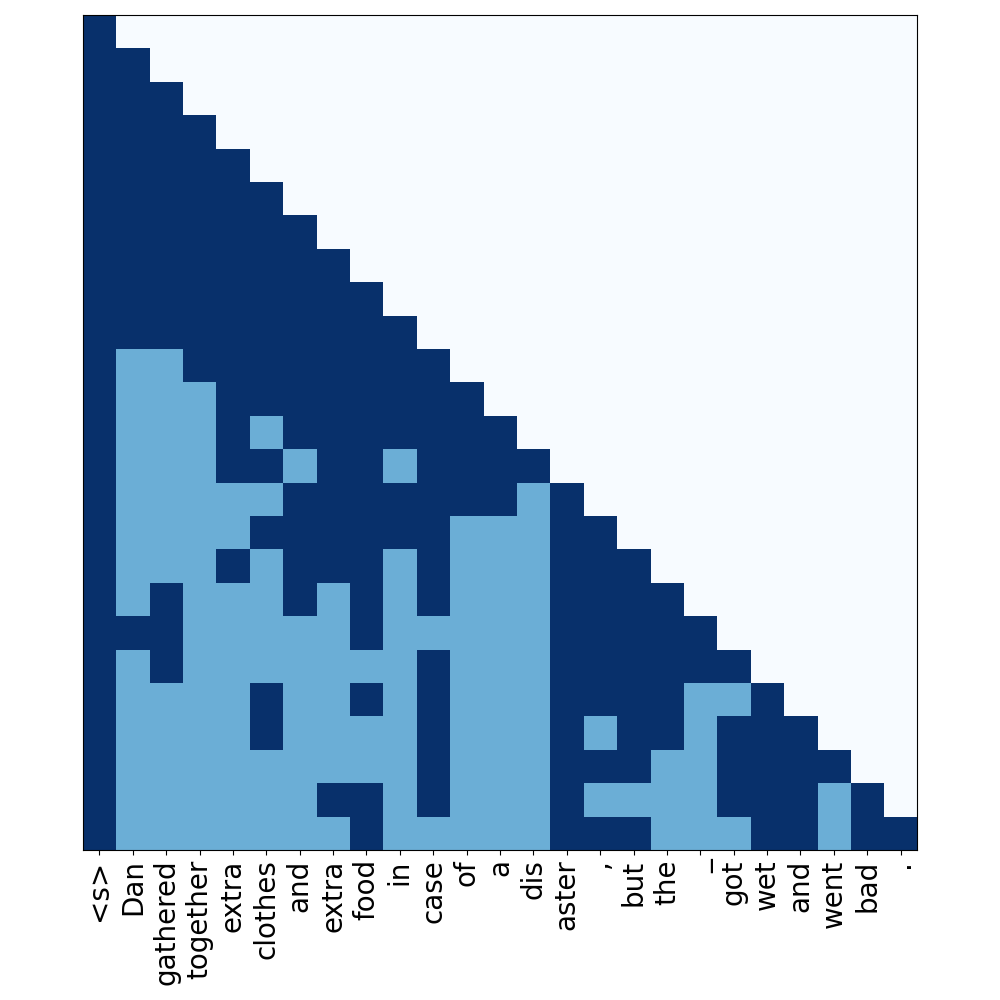 <s> Dan gathered together extra clothes and extra food in case of a dis aster , but the _ got wet and went bad .